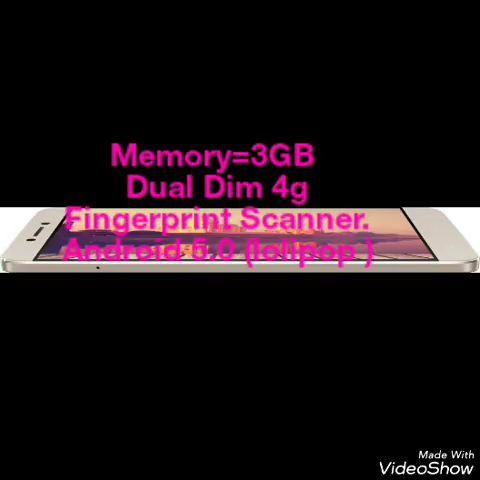 Memory=3GB
Dual Dim 4g
Fingerprint Scanner.
Android 5.0 (lolipop )
Made With
VideoShow